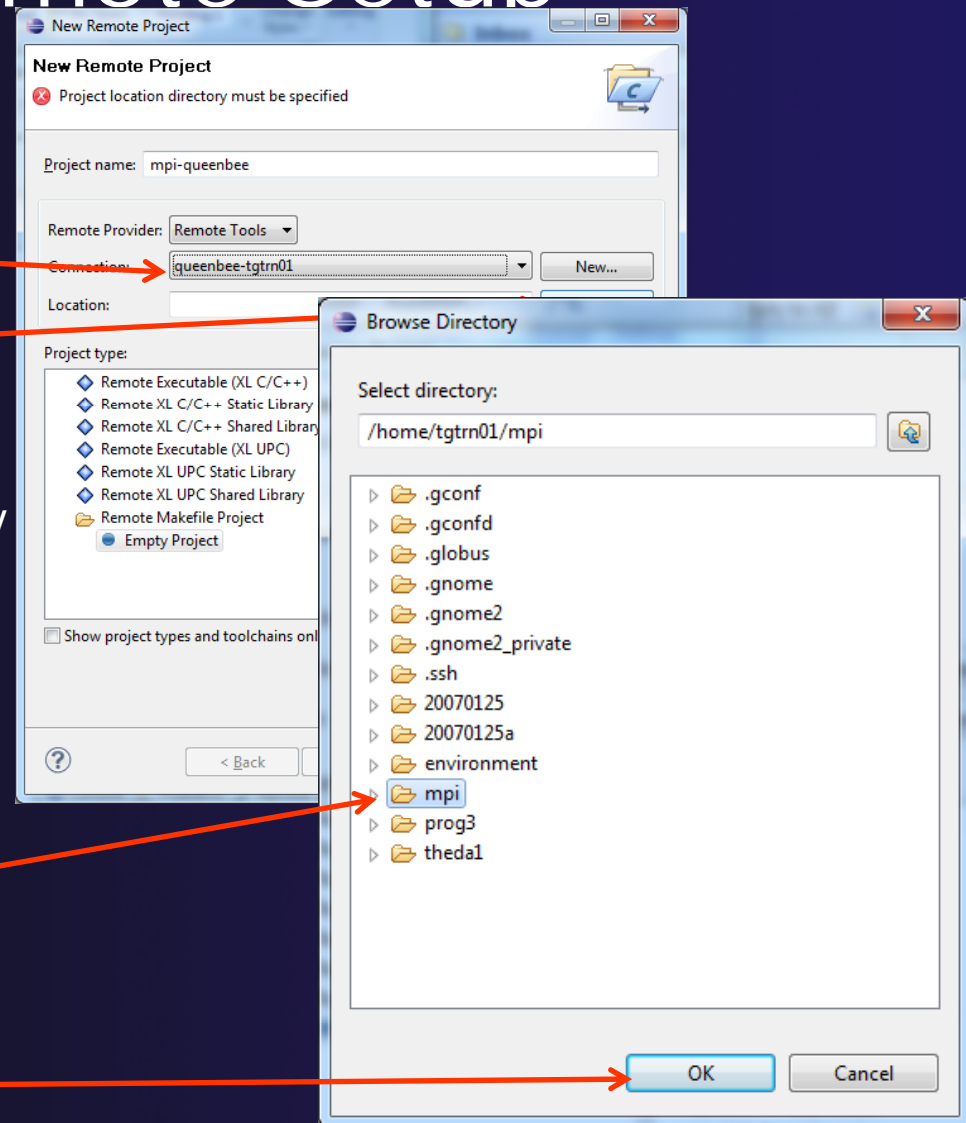 New Remote Project
New Remote Project
Project location directory must be specified
Project name: mpi-queenbee
Remote Provider: Remote Tools
Connection: queenbee-tgtrn01 New...
Location:
Project type:
Remote Executable (XL C/C++)
Remote XL C/C++ Static Library
Remote XL C/C++ Shared Library
Remote Executable (XL UPC)
Remote XL UPC Static Library
Remote XL UPC Shared Library
Remote Makefile Project
Empty Project
Show project types and toolchains onl
< Back
Browse Directory
Select directory:
/home/tgtrn01/mpi
.gconf
.gconfd
.globus
.gnome
.gnome2
.gnome2_private
.ssh
20070125
20070125a
environment
mpi
prog3
theda1
OK Cancel